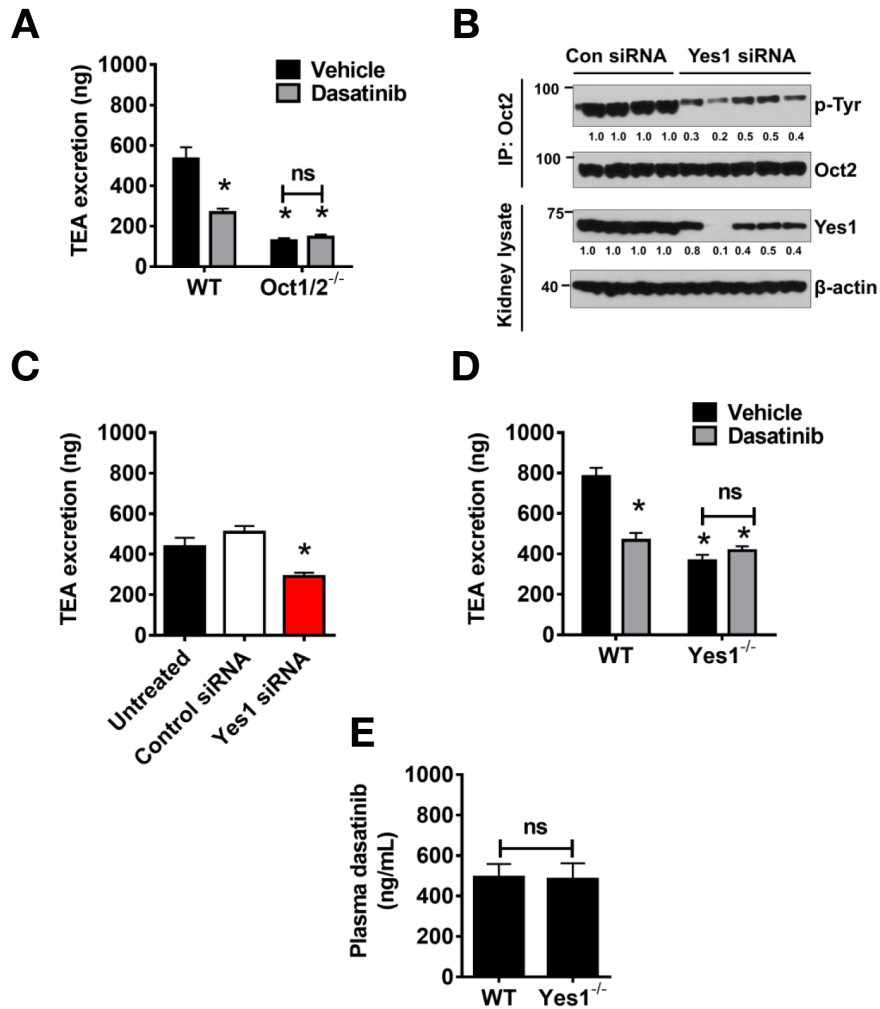 A
TEA excretion (ng)
1000
800
600
400
200
0
Vehicle
Dasatinib
*
ns
* *
WT Oct1/2-/-
B
Con siRNA Yes1 siRNA
IP: Oct2
100
p-Tyr
1.0 1.0 1.0 1.0 0.3 0.2 0.5 0.5 0.4
100
Oct2
Kidney lysate
75
Yes1
1.0 1.0 1.0 1.0 0.8 0.1 0.4 0.5 0.4
40
β-actin
C
TEA excretion (ng)
1000
800
600
400
200
0
*
Untreated
Control siRNA
Yes1 siRNA
D
TEA excretion (ng)
1000
800
600
400
200
0
Vehicle
Dasatinib
*
ns
* *
WT Yes1-/-
E
Plasma dasatinib
(ng/mL)
1000
800
600
400
200
0
ns
WT Yes1-/-